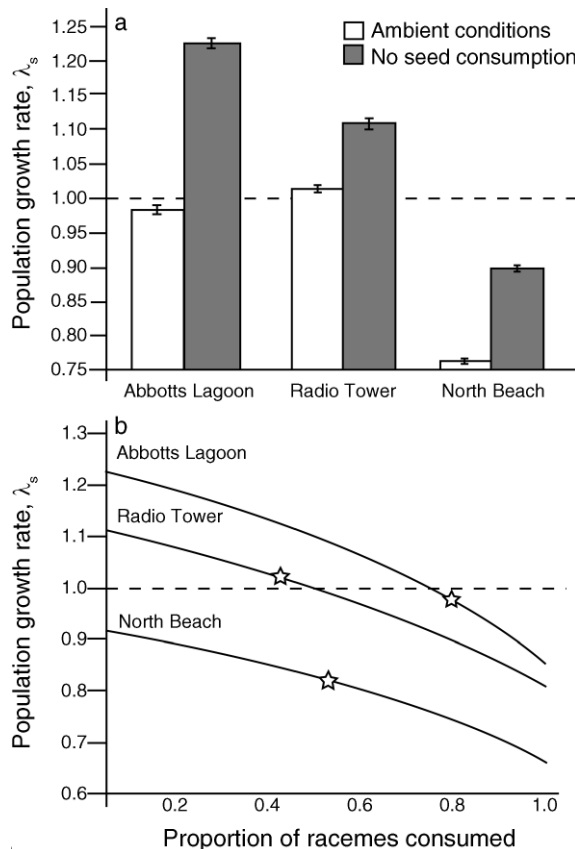 a
Ambient conditions
No seed consumption
Population growth rate, λs
1.25
1.20
1.15
1.10
1.05
1.00
0.95
0.90
0.85
0.80
0.75
Abbotts Lagoon Radio Tower North Beach
b
Population growth rate, λs
1.3
1.2
1.1
1.0
0.9
0.8
0.7
0.6
Abbotts Lagoon
Radio Tower
North Beach
0.2 0.4 0.6 0.8 1.0
Proportion of racemes consumed